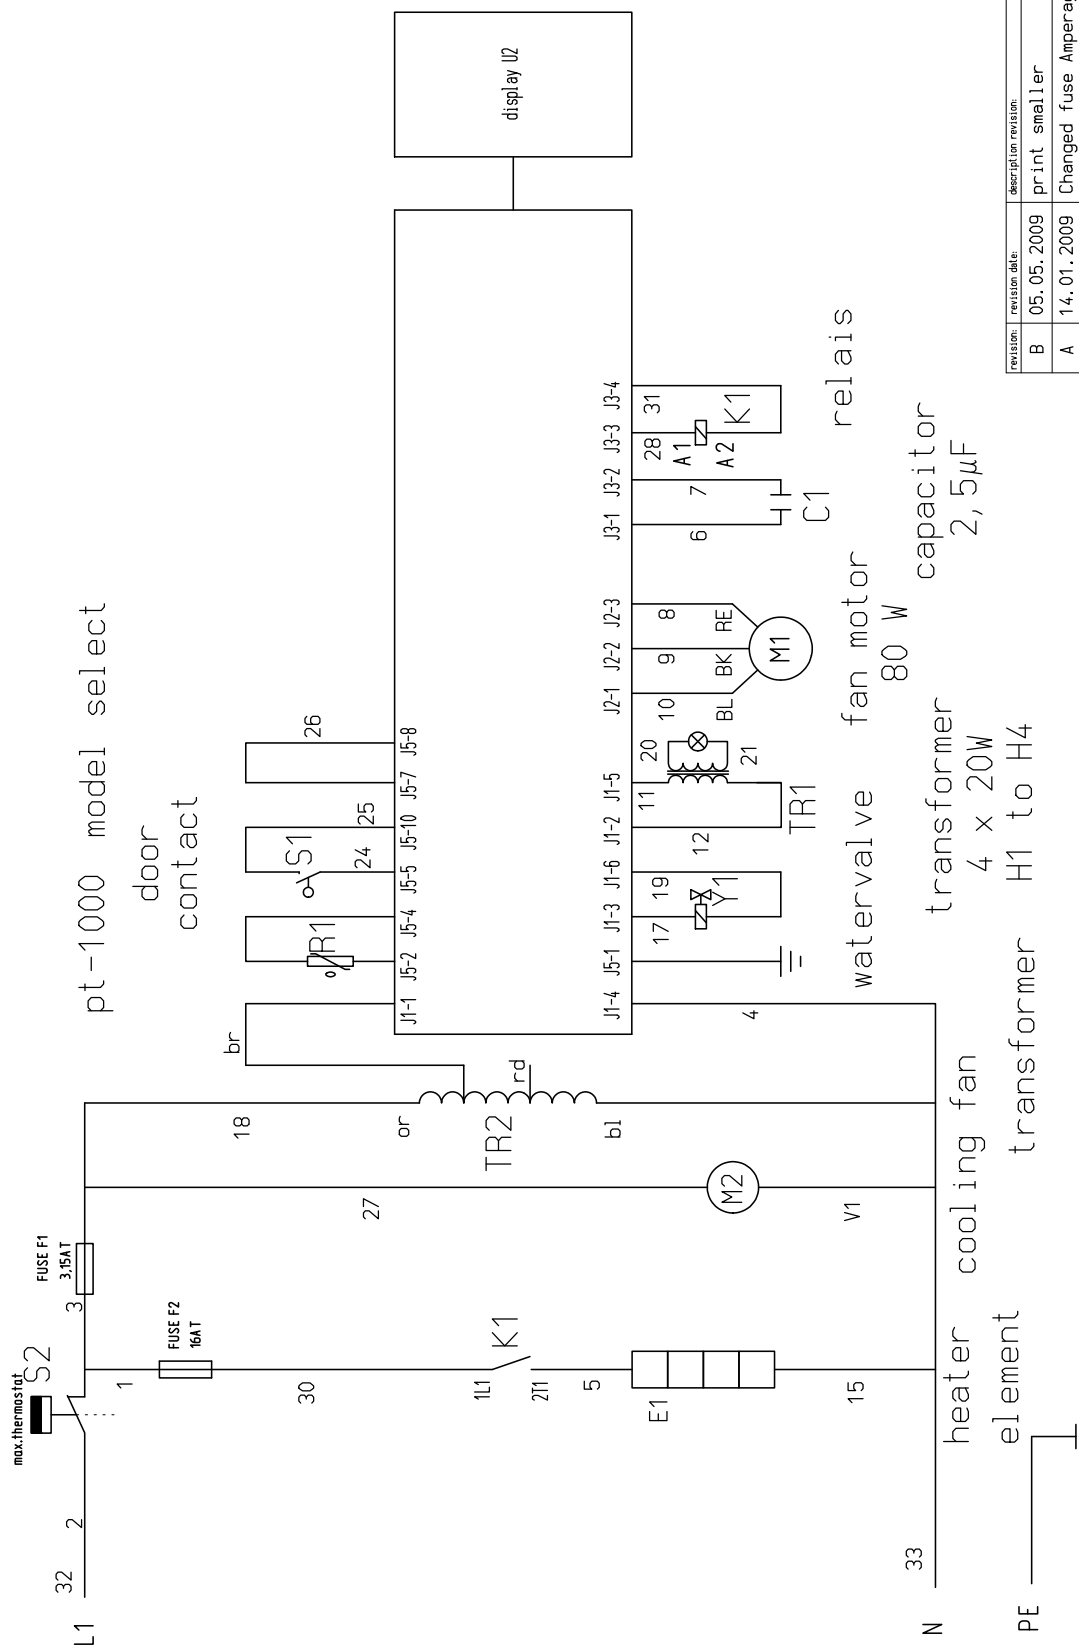 L1
32
2
max.thermostat
S2
3
FUSE F1
3,15A T
1
FUSE F2
16A T
30
K1
1L1
2T1
5
E1
15
N
33
PE
27
M2
V1
18
or
TR2
rd
bl
br
pt-1000
model select
door
contact
R1
S1
24
25
26
J1-1
J5-2
J5-4
J5-5
J5-10
J5-7
J5-8
display U2
J1-4
J5-1
J1-3
J1-6
J1-2
J1-5
J2-1
J2-2
J2-3
J3-1
J3-2
J3-3
J3-4
4
17
19
Y1
12
11
20
21
TR1
10
9
8
BL
BK
RE
M1
6
7
C1
28
31
A1
A2
K1
heater
element
cooling fan
transformer
watervalve
transformer
4 x 20W
H1 to H4
fan motor
80 W
capacitor
2,5µF
relais
revision:
revision date:
description revision:
B
05.05.2009
print smaller
A
14.01.2009
Changed fuse Ampera